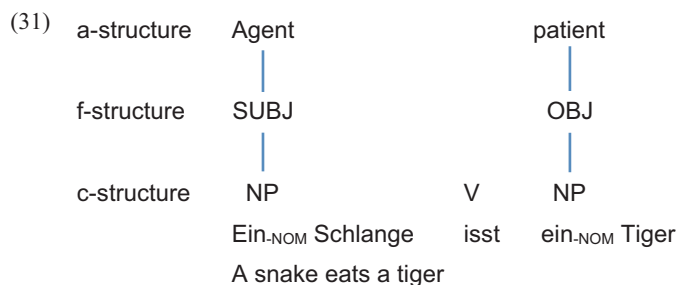 (31) a-structure Agent patient
f-structure SUBJ OBJ
c-structure NP V NP
Ein-NOM Schlange isst ein-NOM Tiger
A snake eats a tiger